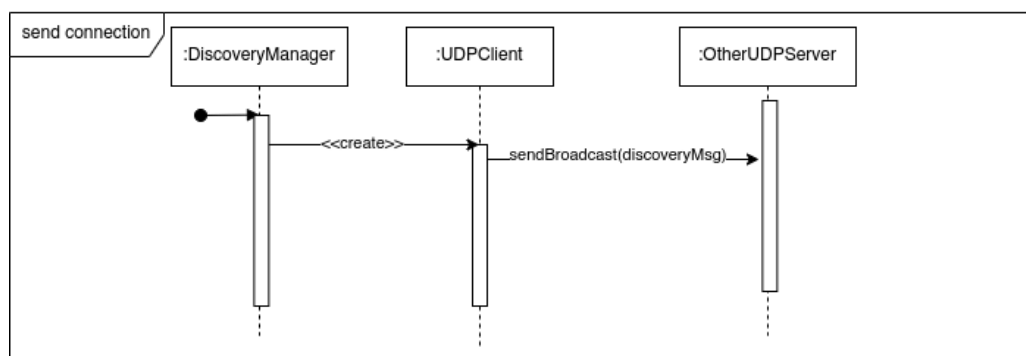 send connection
:DiscoveryManager
:UDPClient
:OtherUDPServer
<<create>>
sendBroadcast(discoveryMsg)